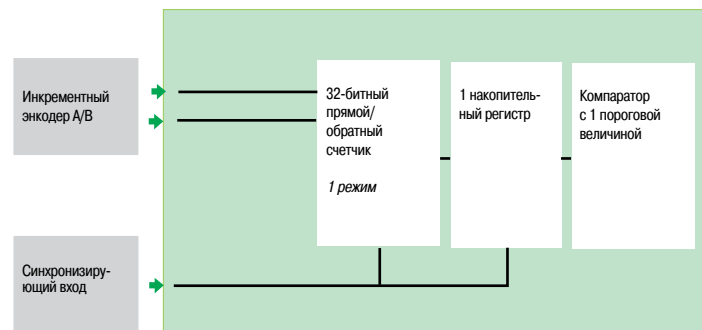 Инкрементный
энкодер A/B
32-битный
прямой/
обратный
счетчик
1 режим
1 накопитель-
ный регистр
Компаратор
с 1 пороговой
величиной
Синхронизиру-
ющий вход